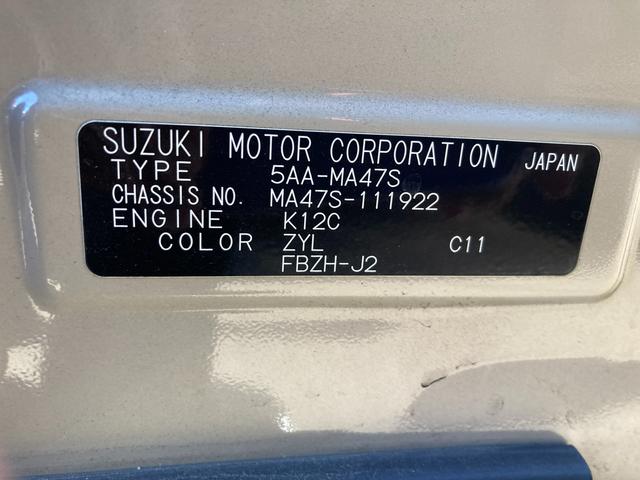 SUZUKI MOTOR CORPORATION JAPAN
TYPE 5AA-MA47S
CHASSIS NO. MA47S-111922
ENGINE K12C
COLOR ZYL C11
FBZH-J2